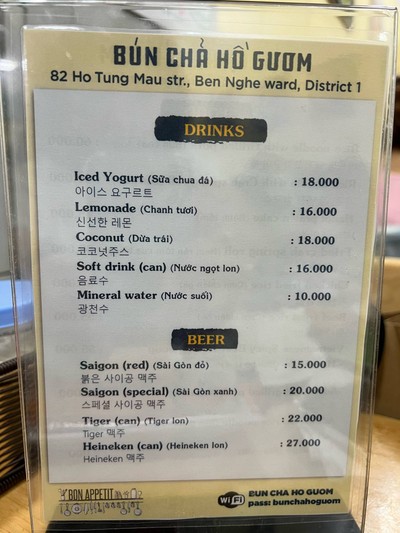 BÚN CHẢ HỒ GƯƠM
82 Ho Tung Mau str., Ben Nghe ward, District 1
DRINKS
Iced Yogurt (Sữa chua đá) : 18.000
아이스 요구르트
Lemonade (Chanh tươi) : 16.000
신선한 레몬
Coconut (Dừa trái) : 18.000
코코넛주스
Soft drink (can) (Nước ngọt lon) : 16.000
음료수
Mineral water (Nước suối) : 10.000
광천수
BEER
Saigon (red) (Sài Gòn đỏ) : 15.000
붉은 사이공 맥주
Saigon (special) (Sài Gòn xanh) : 20.000
스페셜 사이공 맥주
Tiger (can) (Tiger lon) : 22.000
Tiger 맥주
Heineken (can) (Heineken lon) : 27.000
Heineken 맥주
BON APPETIT
WiFi BUN CHA HO GUOM
pass: bunchahoguom